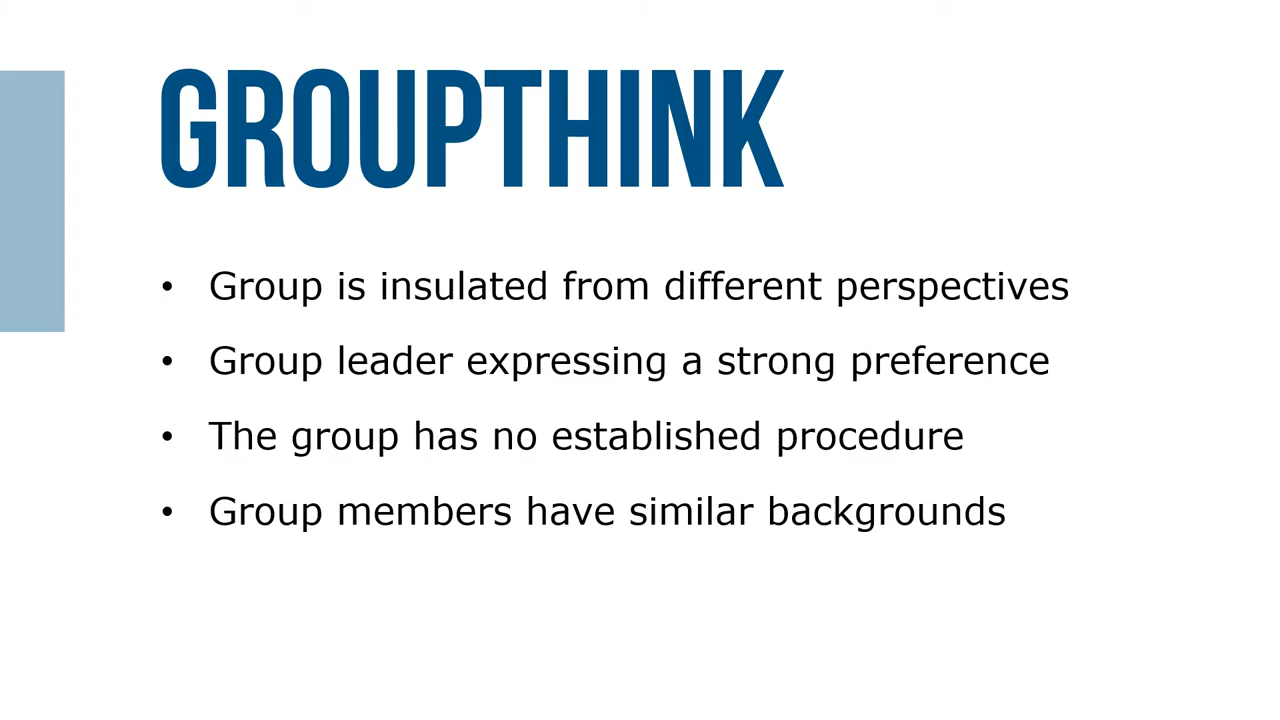 GROUPTHINK
• Group is insulated from different perspectives
• Group leader expressing a strong preference
• The group has no established procedure
• Group members have similar backgrounds